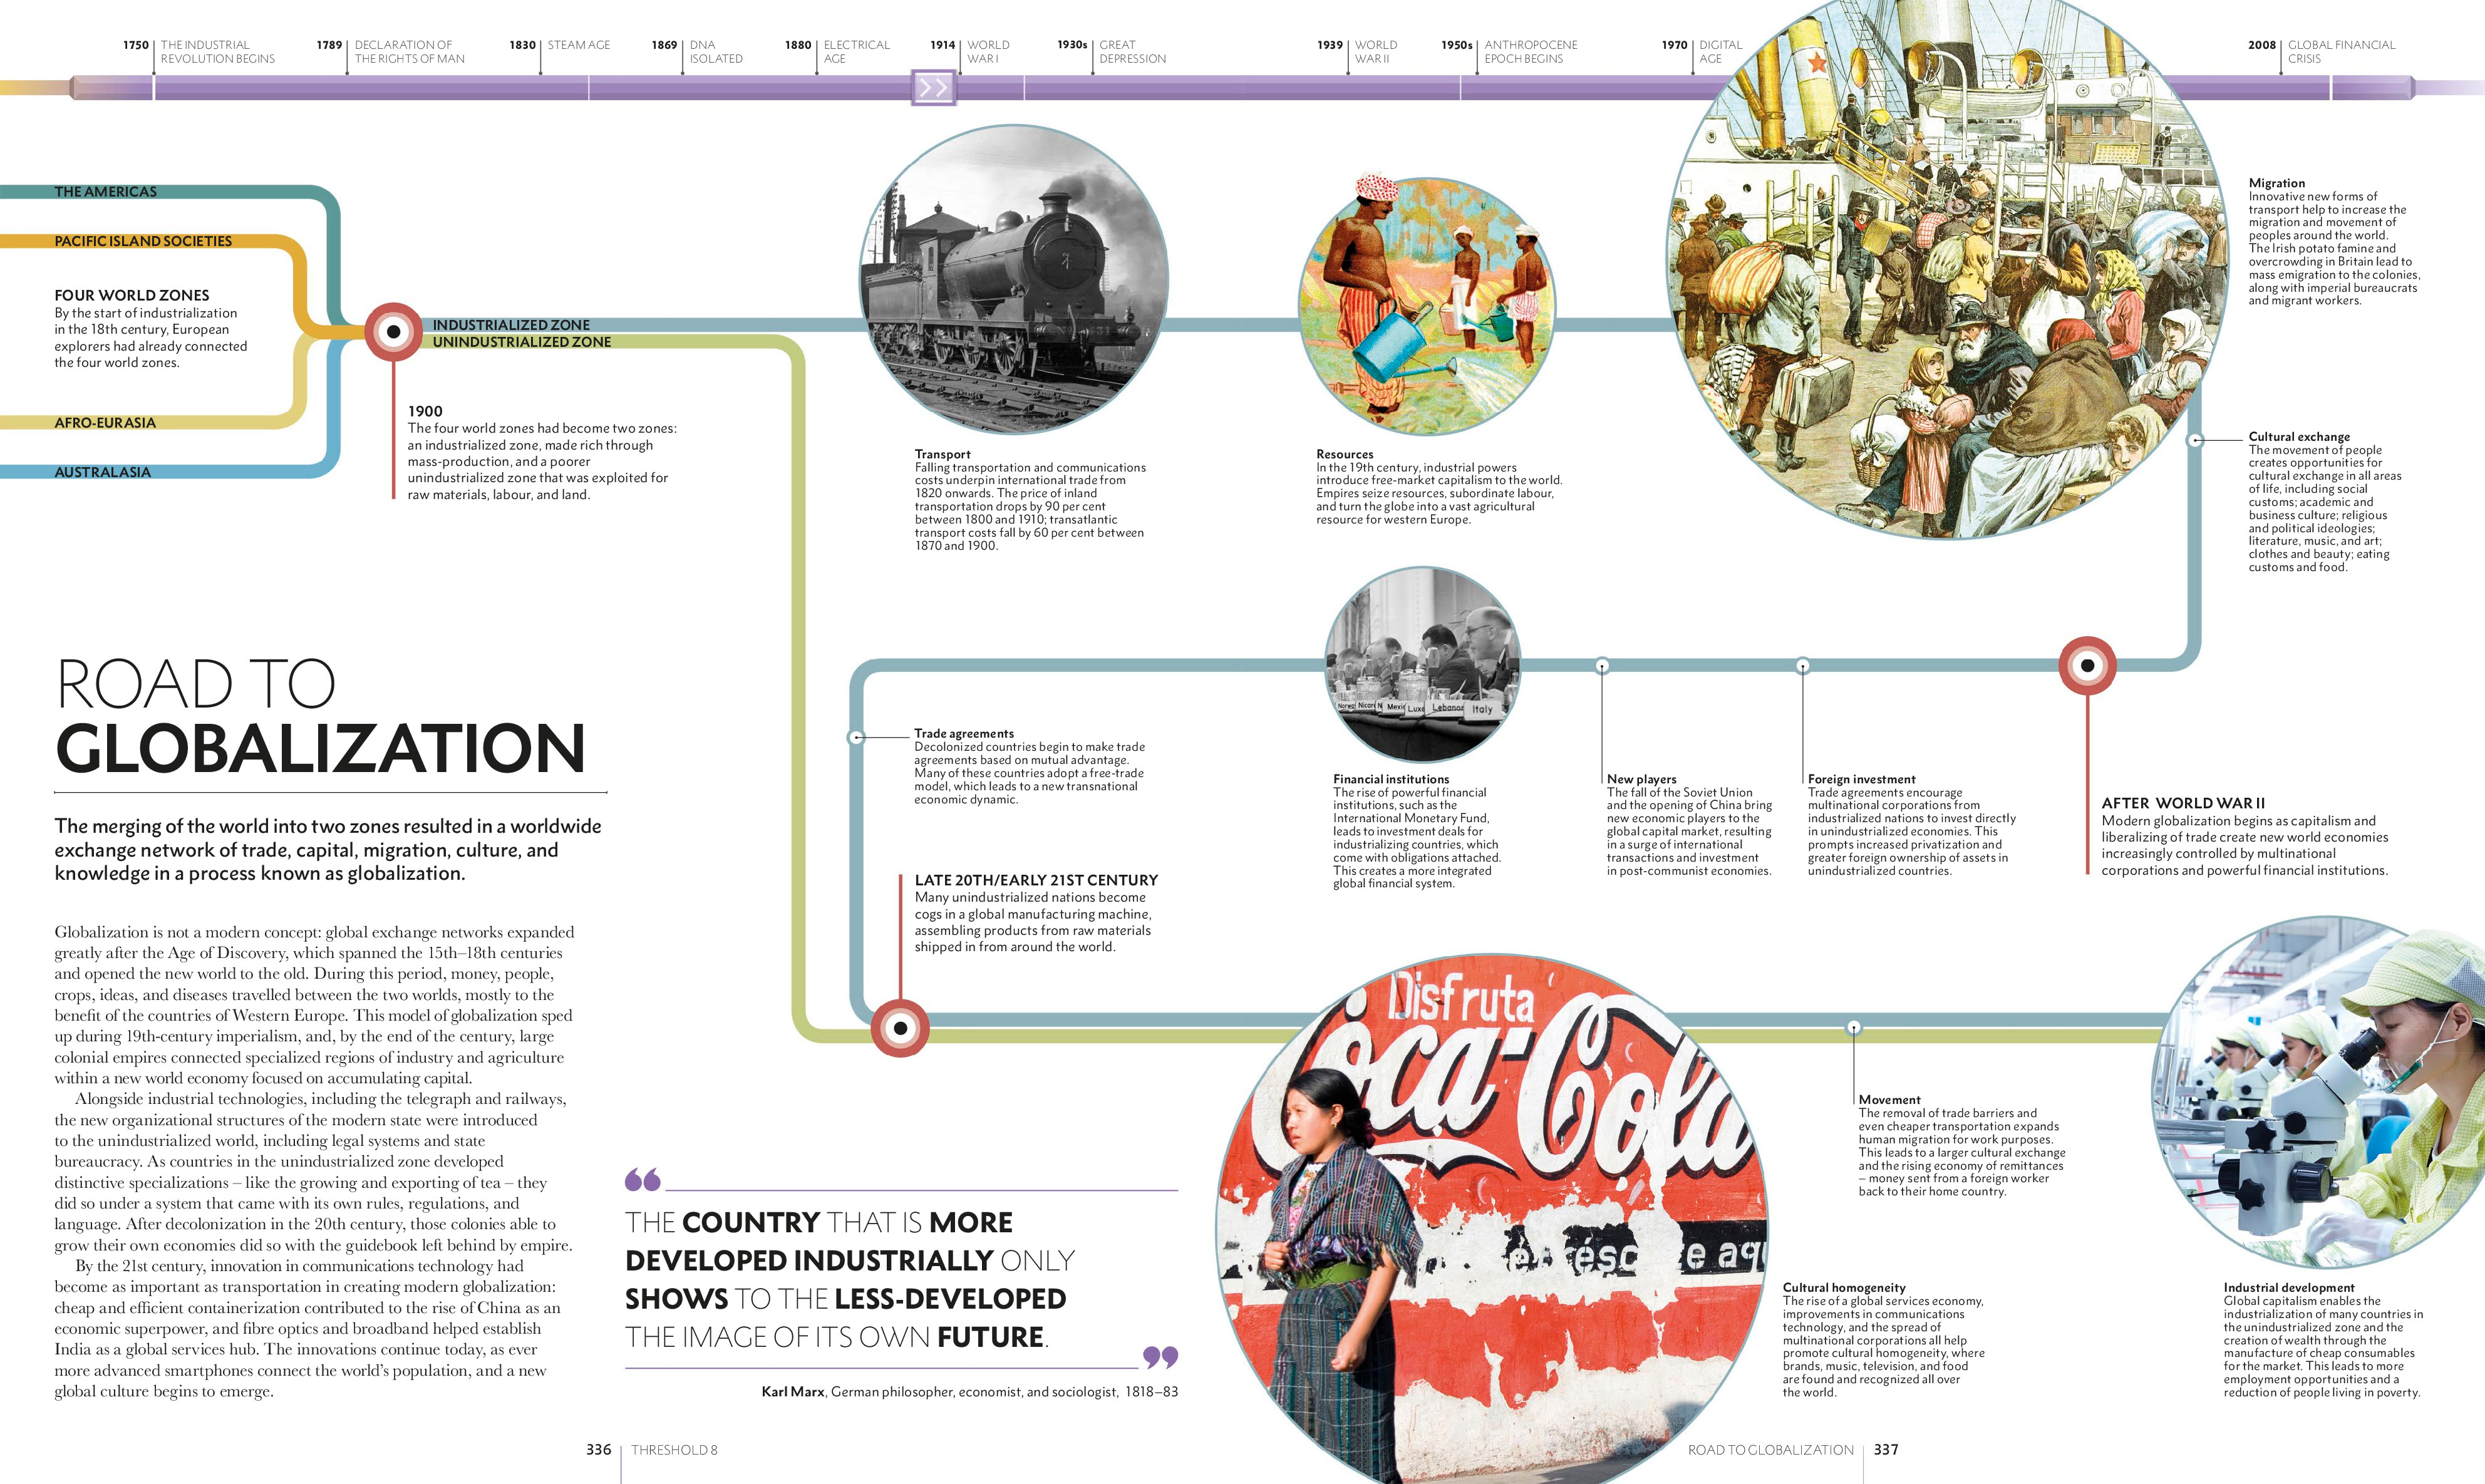 1750 THE INDUSTRIAL
REVOLUTION BEGINS
1789 DECLARATION OF
THE RIGHTS OF MAN
1830 STEAM AGE
1869 DNA
ISOLATED
1880 ELECTRICAL
AGE
1914 WORLD
WAR I
1930s GREAT
DEPRESSION
1939 WORLD
WAR II
1950s ANTHROPOCENE
EPOCH BEGINS
1970 DIGITAL
AGE
2008 GLOBAL FINANCIAL
CRISIS
THE AMERICAS
PACIFIC ISLAND SOCIETIES
FOUR WORLD ZONES
By the start of industrialization
in the 18th century, European
explorers had already connected
the four world zones.
AFRO-EURASIA
AUSTRALASIA
INDUSTRIALIZED ZONE
UNINDUSTRIALIZED ZONE
1900
The four world zones had become two zones:
an industrialized zone, made rich through
mass-production, and a poorer
unindustrialized zone that was exploited for
raw materials, labour, and land.
Transport
Falling transportation and communications
costs underpin international trade from
1820 onwards. The price of inland
transportation drops by 90 per cent
between 1800 and 1910; transatlantic
transport costs fall by 60 per cent between
1870 and 1900.
Resources
In the 19th century, industrial powers
introduce free-market capitalism to the world.
Empires seize resources, subordinate labour,
and turn the globe into a vast agricultural
resource for western Europe.
Migration
Innovative new forms of
transport help to increase the
migration and movement of
peoples around the world.
The Irish potato famine and
overcrowding in Britain lead to
mass emigration to the colonies,
along with imperial bureaucrats
and migrant workers.
Cultural exchange
The movement of people
creates opportunities for
cultural exchange in all areas
of life, including social
customs; academic and
business culture; religious
and political ideologies;
literature, music, and art;
clothes and beauty; eating
customs and food.
ROAD TO
GLOBALIZATION
The merging of the world into two zones resulted in a worldwide
exchange network of trade, capital, migration, culture, and
knowledge in a process known as globalization.
Globalization is not a modern concept: global exchange networks expanded
greatly after the Age of Discovery, which spanned the 15th–18th centuries
and opened the new world to the old. During this period, money, people,
crops, ideas, and diseases travelled between the two worlds, mostly to the
benefit of the countries of Western Europe. This model of globalization sped
up during 19th-century imperialism, and, by the end of the century, large
colonial empires connected specialized regions of industry and agriculture
within a new world economy focused on accumulating capital.
Alongside industrial technologies, including the telegraph and railways,
the new organizational structures of the modern state were introduced
to the unindustrialized world, including legal systems and state
bureaucracy. As countries in the unindustrialized zone developed
distinctive specializations – like the growing and exporting of tea – they
did so under a system that came with its own rules, regulations, and
language. After decolonization in the 20th century, those colonies able to
grow their own economies did so with the guidebook left behind by empire.
By the 21st century, innovation in communications technology had
become as important as transportation in creating modern globalization:
cheap and efficient containerization contributed to the rise of China as an
economic superpower, and fibre optics and broadband helped establish
India as a global services hub. The innovations continue today, as ever
more advanced smartphones connect the world's population, and a new
global culture begins to emerge.
Trade agreements
Decolonized countries begin to make trade
agreements based on mutual advantage.
Many of these countries adopt a free-trade
model, which leads to a new transnational
economic dynamic.
Norway Nicar N Mexic Luxe Lebanon Italy
Financial institutions
The rise of powerful financial
institutions, such as the
International Monetary Fund,
leads to investment deals for
industrializing countries, which
come with obligations attached.
This creates a more integrated
global financial system.
New players
The fall of the Soviet Union
and the opening of China bring
new economic players to the
global capital market, resulting
in a surge of international
transactions and investment
in post-communist economies.
Foreign investment
Trade agreements encourage
multinational corporations from
industrialized nations to invest directly
in unindustrialized economies. This
prompts increased privatization and
greater foreign ownership of assets in
unindustrialized countries.
AFTER WORLD WAR II
Modern globalization begins as capitalism and
liberalizing of trade create new world economies
increasingly controlled by multinational
corporations and powerful financial institutions.
LATE 20TH/EARLY 21ST CENTURY
Many unindustrialized nations become
cogs in a global manufacturing machine,
assembling products from raw materials
shipped in from around the world.
Disfruta
Coca-Cola
Movement
The removal of trade barriers and
even cheaper transportation expands
human migration for work purposes.
This leads to a larger cultural exchange
and the rising economy of remittances
– money sent from a foreign worker
back to their home country.
“
THE COUNTRY THAT IS MORE
DEVELOPED INDUSTRIALLY ONLY
SHOWS TO THE LESS-DEVELOPED
THE IMAGE OF ITS OWN FUTURE.
”
Karl Marx, German philosopher, economist, and sociologist, 1818–83
Cultural homogeneity
The rise of a global services economy,
improvements in communications
technology, and the spread of
multinational corporations all help
promote cultural homogeneity, where
brands, music, television, and food
are found and recognized all over
the world.
Industrial development
Global capitalism enables the
industrialization of many countries in
the unindustrialized zone and the
creation of wealth through the
manufacture of cheap consumables
for the market. This leads to more
employment opportunities and a
reduction of people living in poverty.
336 THRESHOLD 8
ROAD TO GLOBALIZATION 337